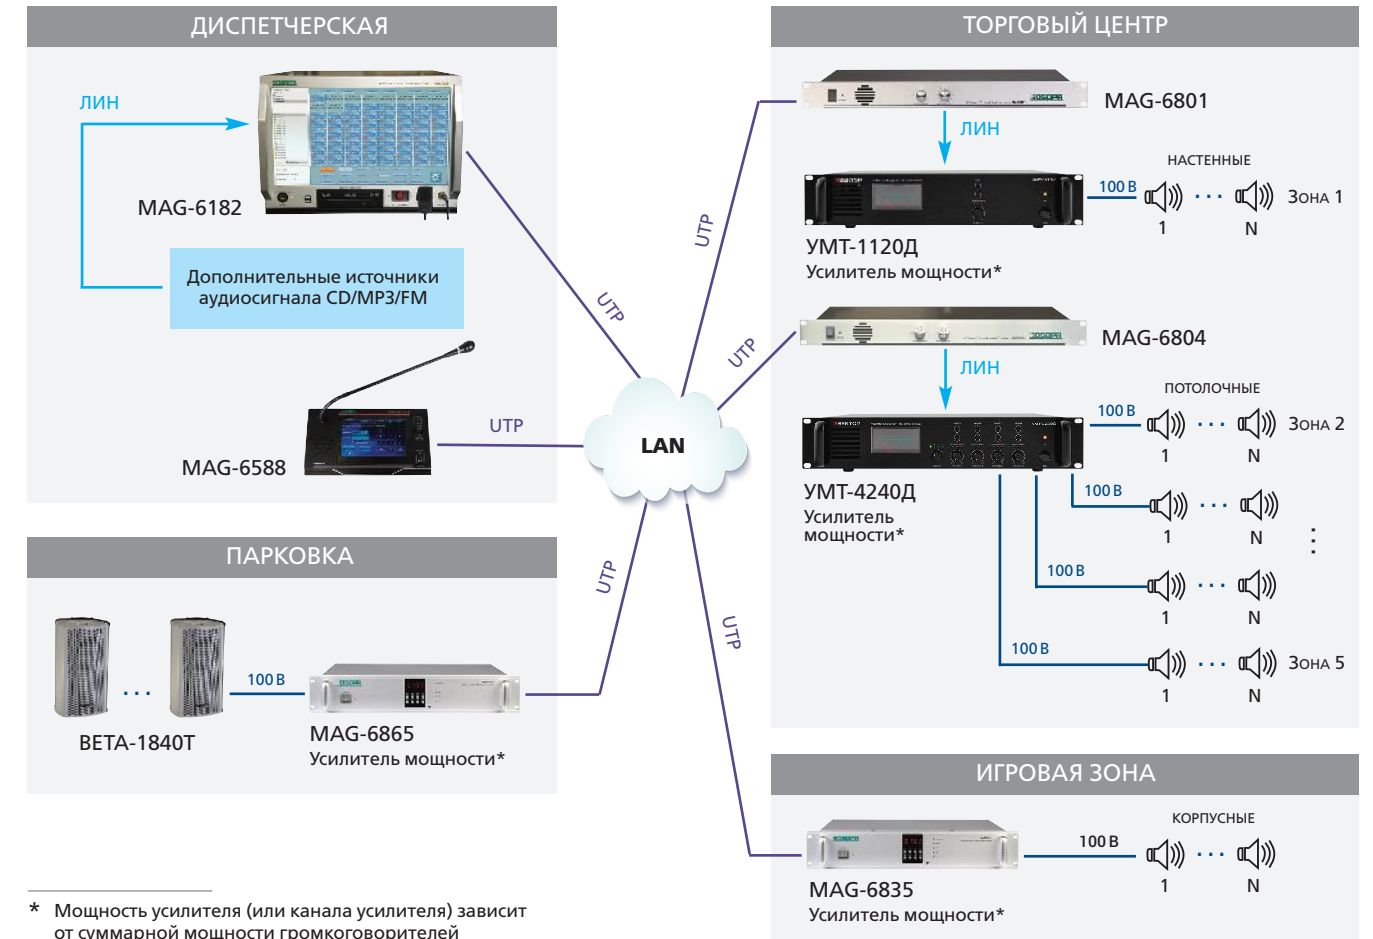 ДИСПЕТЧЕРСКАЯ
ЛИН
MAG-6182
Дополнительные источники
аудиосигнала CD/MP3/FM
MAG-6588
UTP
UTP
UTP
UTP
UTP
UTP
LAN
ПАРКОВКА
...
100 В
BETA-1840T
MAG-6865
Усилитель мощности*
ТОРГОВЫЙ ЦЕНТР
MAG-6801
ЛИН
НАСТЕННЫЕ
100 В
... Зона 1
1 N
УМТ-1120Д
Усилитель мощности*
MAG-6804
ЛИН
ПОТОЛОЧНЫЕ
ВЕКТОР
100 В
... Зона 2
1 N
УМТ-4240Д
Усилитель
мощности*
100 В
...
1 N
100 В
...
1 N
100 В
... Зона 5
1 N
ИГРОВАЯ ЗОНА
КОРПУСНЫЕ
100 В
...
1 N
MAG-6835
Усилитель мощности*
* Мощность усилителя (или канала усилителя) зависит
от суммарной мощности громкоговорителей